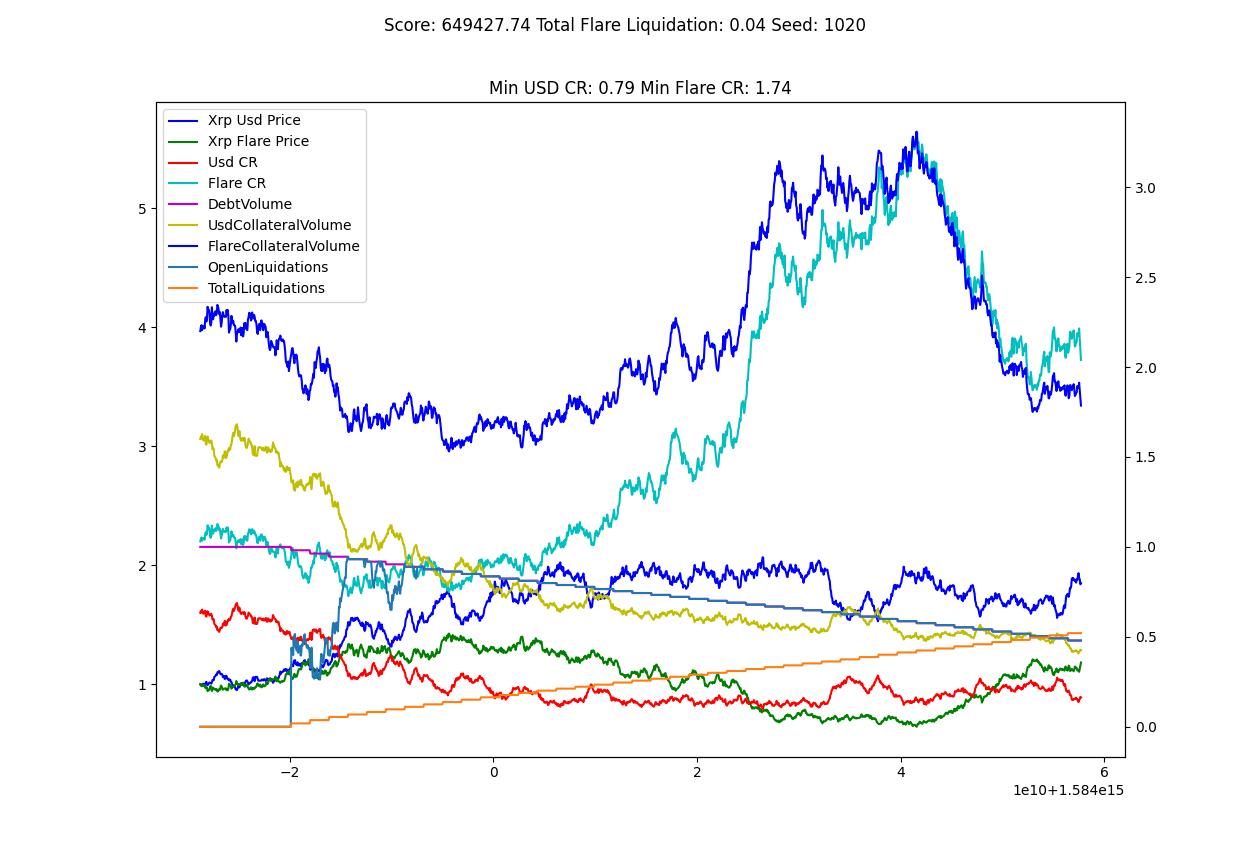 Score: 649427.74 Total Flare Liquidation: 0.04 Seed: 1020
Min USD CR: 0.79 Min Flare CR: 1.74
Xrp Usd Price
Xrp Flare Price
Usd CR
Flare CR
DebtVolume
UsdCollateralVolume
FlareCollateralVolume
OpenLiquidations
TotalLiquidations
5
4
3
2
1
3.0
2.5
2.0
1.5
1.0
0.5
0.0
−2 0 2 4 6
1e10+1.584e15